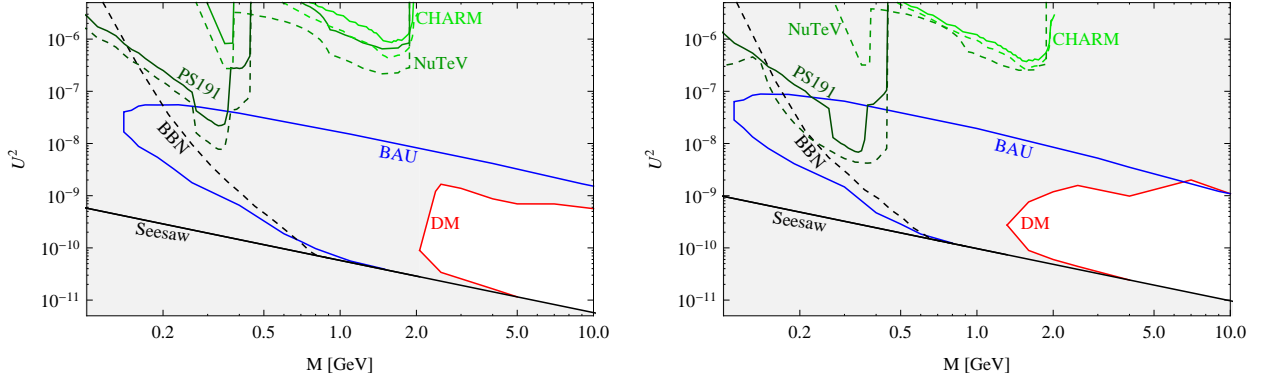 10⁻⁶
10⁻⁷
10⁻⁸
10⁻⁹
10⁻¹⁰
10⁻¹¹
U²
0.2
0.5
1.0
2.0
5.0
10.0
M [GeV]
CHARM
NuTeV
PS191
BBN
BAU
DM
Seesaw
10⁻⁶
10⁻⁷
10⁻⁸
10⁻⁹
10⁻¹⁰
10⁻¹¹
U²
0.2
0.5
1.0
2.0
5.0
10.0
M [GeV]
NuTeV
CHARM
PS191
BBN
BAU
DM
Seesaw